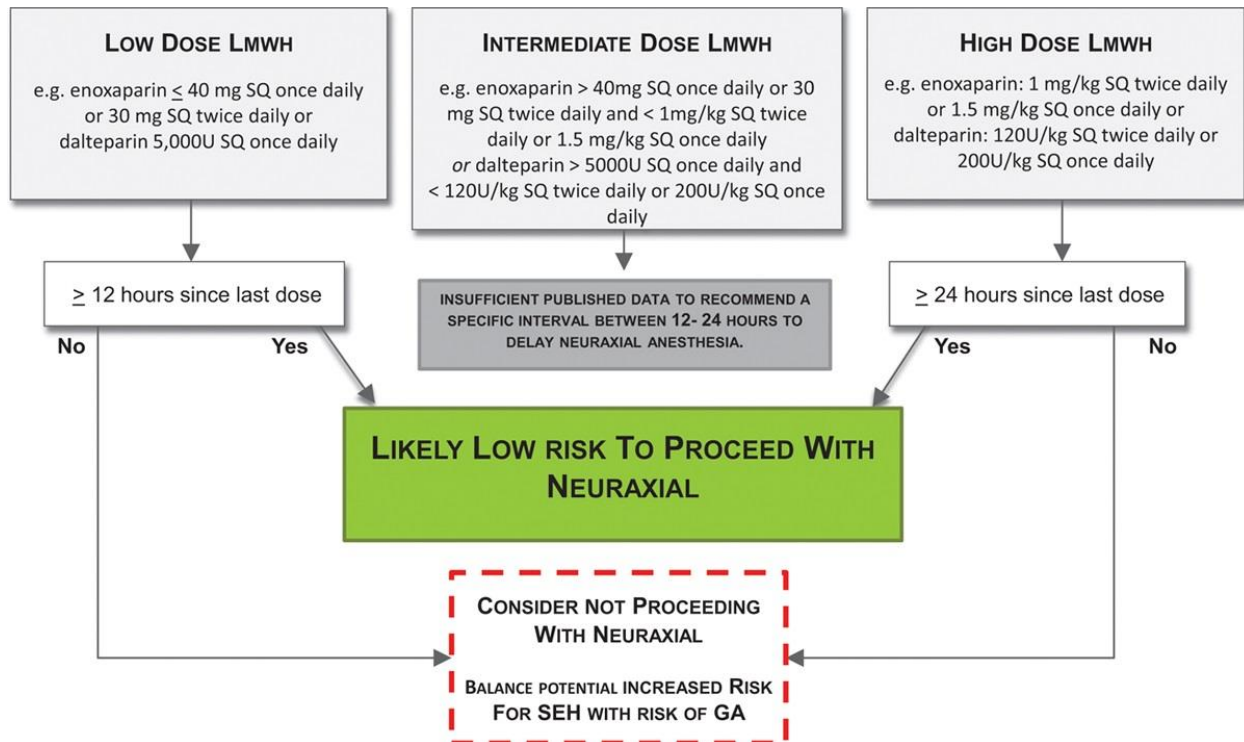 LOW DOSE LMWH
e.g. enoxaparin ≤ 40 mg SQ once daily
or 30 mg SQ twice daily or
dalteparin 5,000U SQ once daily
INTERMEDIATE DOSE LMWH
e.g. enoxaparin > 40mg SQ once daily or 30
mg SQ twice daily and < 1mg/kg SQ twice
daily or 1.5 mg/kg SQ once daily
or dalteparin > 5000U SQ once daily and
< 120U/kg SQ twice daily or 200U/kg SQ once
daily
HIGH DOSE LMWH
e.g. enoxaparin: 1 mg/kg SQ twice daily
or 1.5 mg/kg SQ once daily or
dalteparin: 120U/kg SQ twice daily or
200U/kg SQ once daily
≥ 12 hours since last dose
INSUFFICIENT PUBLISHED DATA TO RECOMMEND A
SPECIFIC INTERVAL BETWEEN 12- 24 HOURS TO
DELAY NEURAXIAL ANESTHESIA.
≥ 24 hours since last dose
No
Yes
Yes
No
LIKELY LOW RISK TO PROCEED WITH
NEURAXIAL
CONSIDER NOT PROCEEDING
WITH NEURAXIAL
BALANCE POTENTIAL INCREASED RISK
FOR SEH WITH RISK OF GA